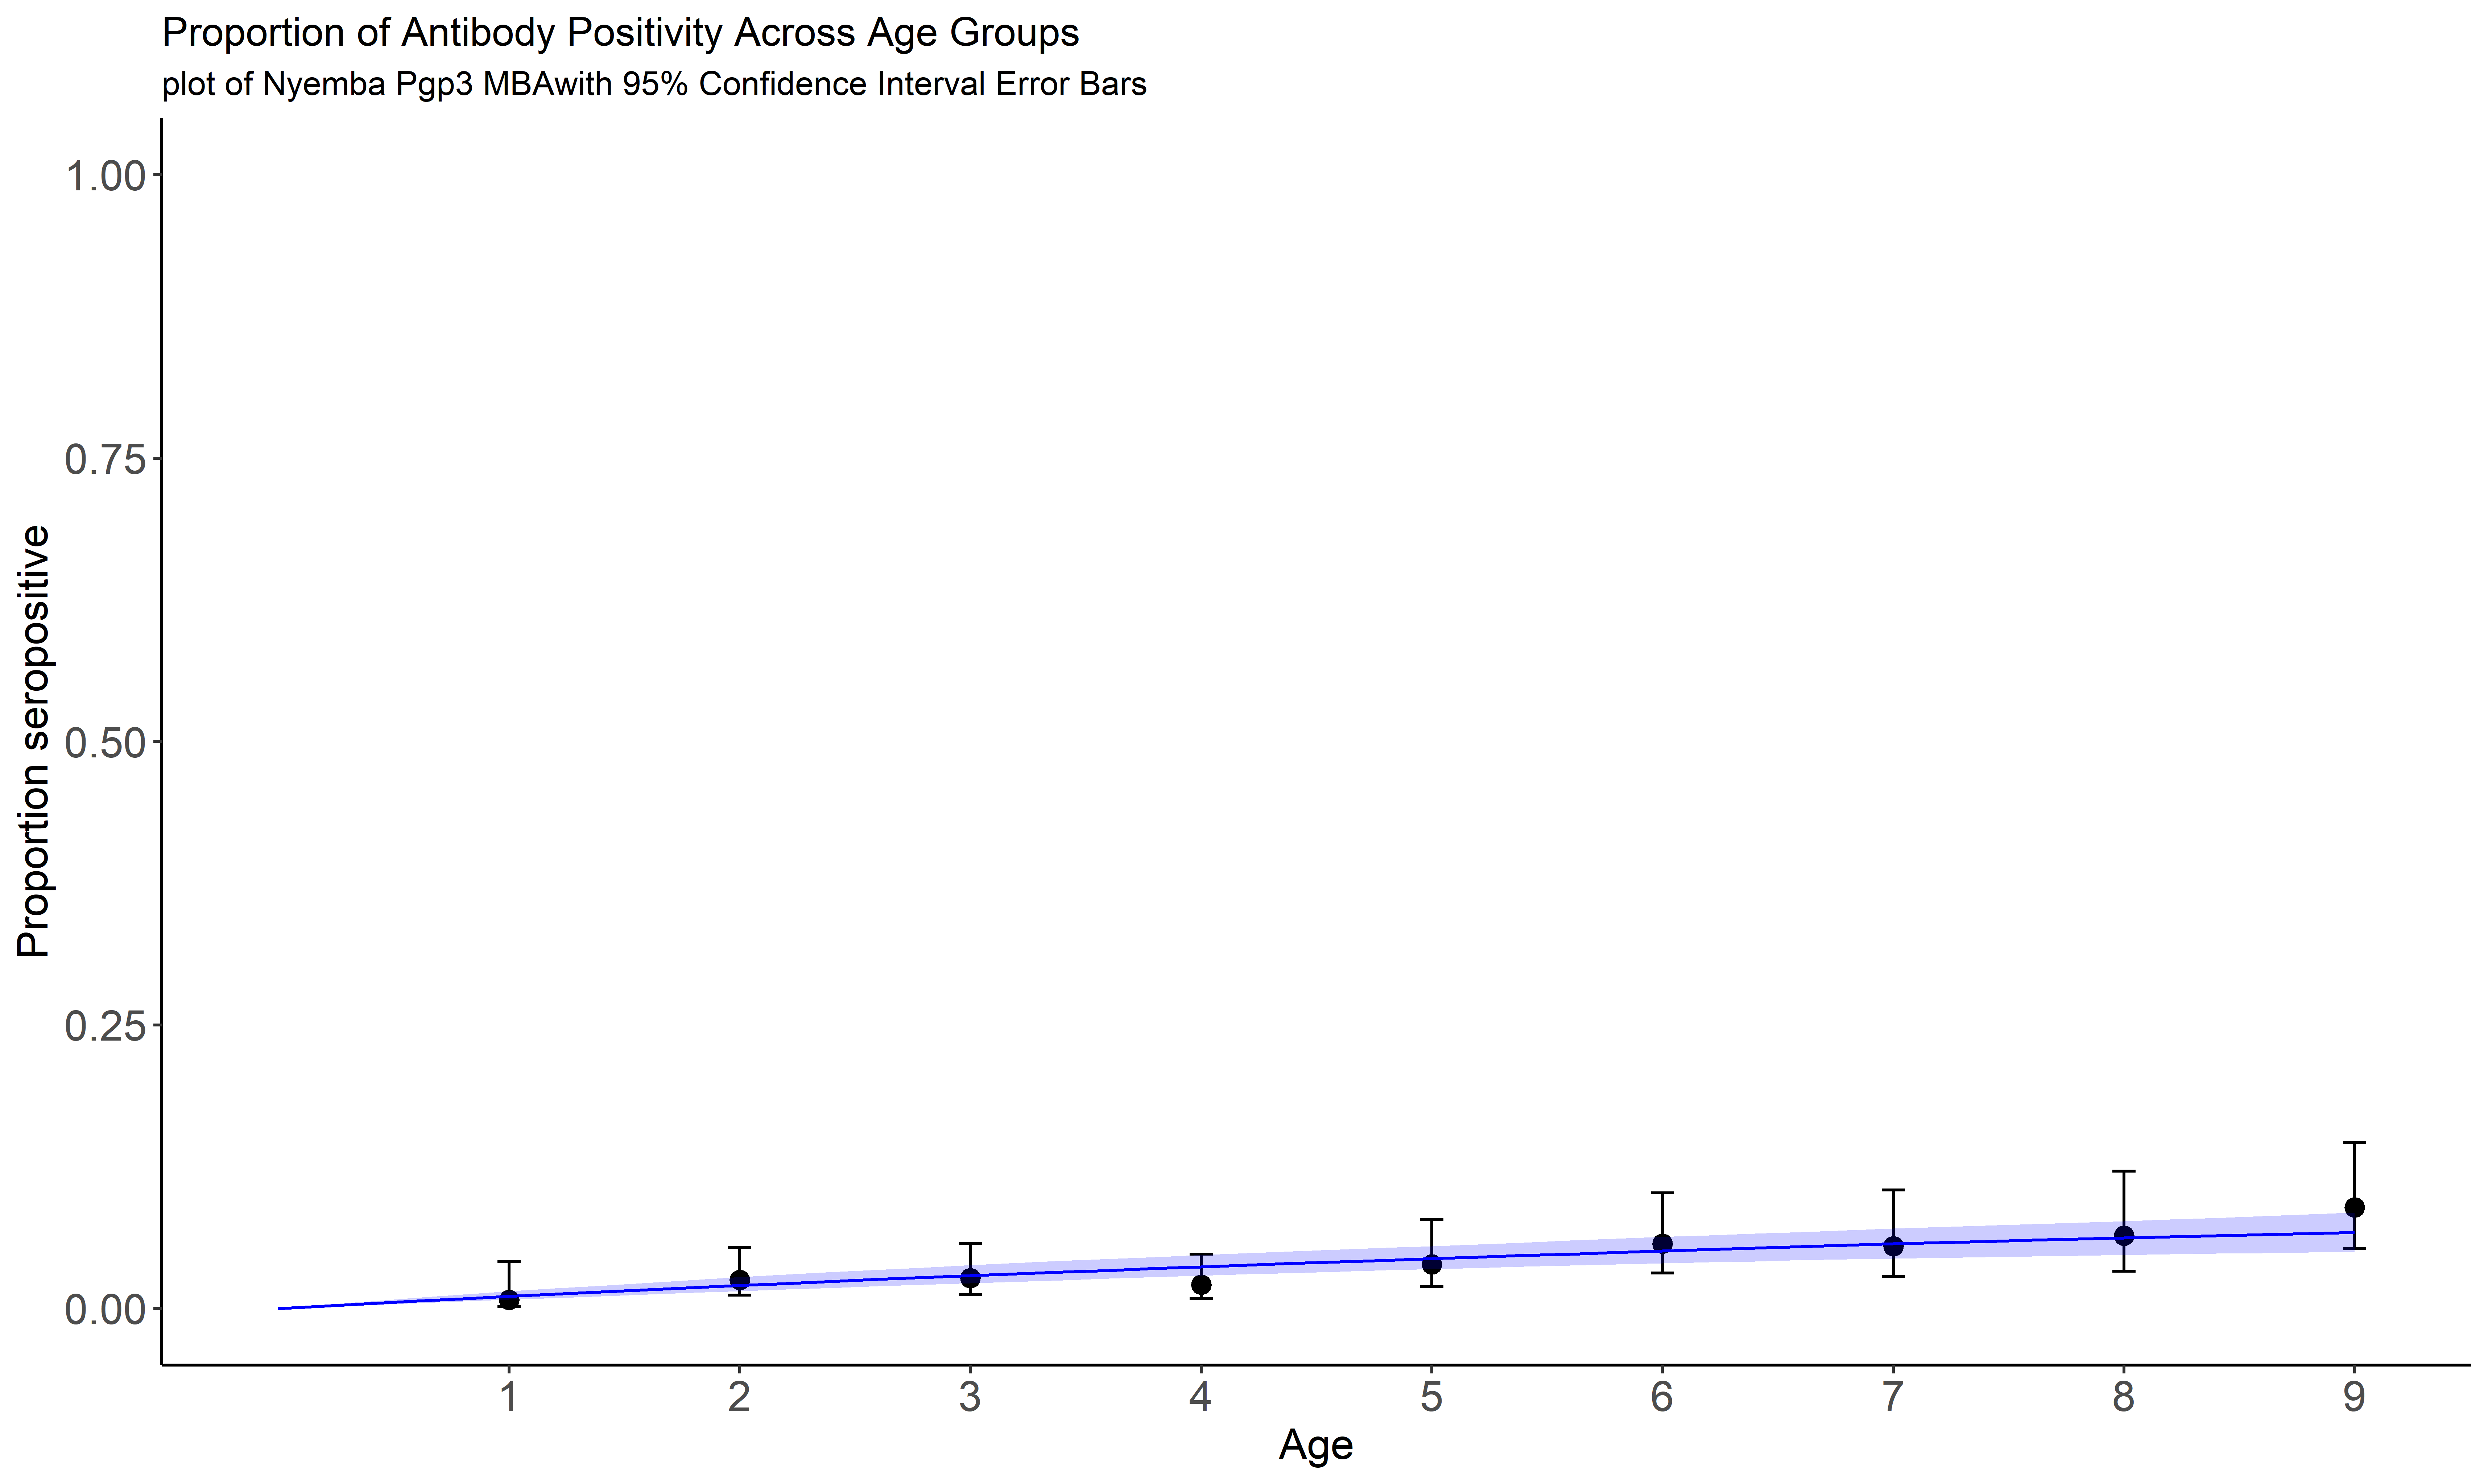 Proportion of Antibody Positivity Across Age Groups
plot of Nyemba Pgp3 MBAwith 95% Confidence Interval Error Bars
Proportion seropositive
1.00
0.75
0.50
0.25
0.00
1 2 3 4 5 6 7 8 9
Age